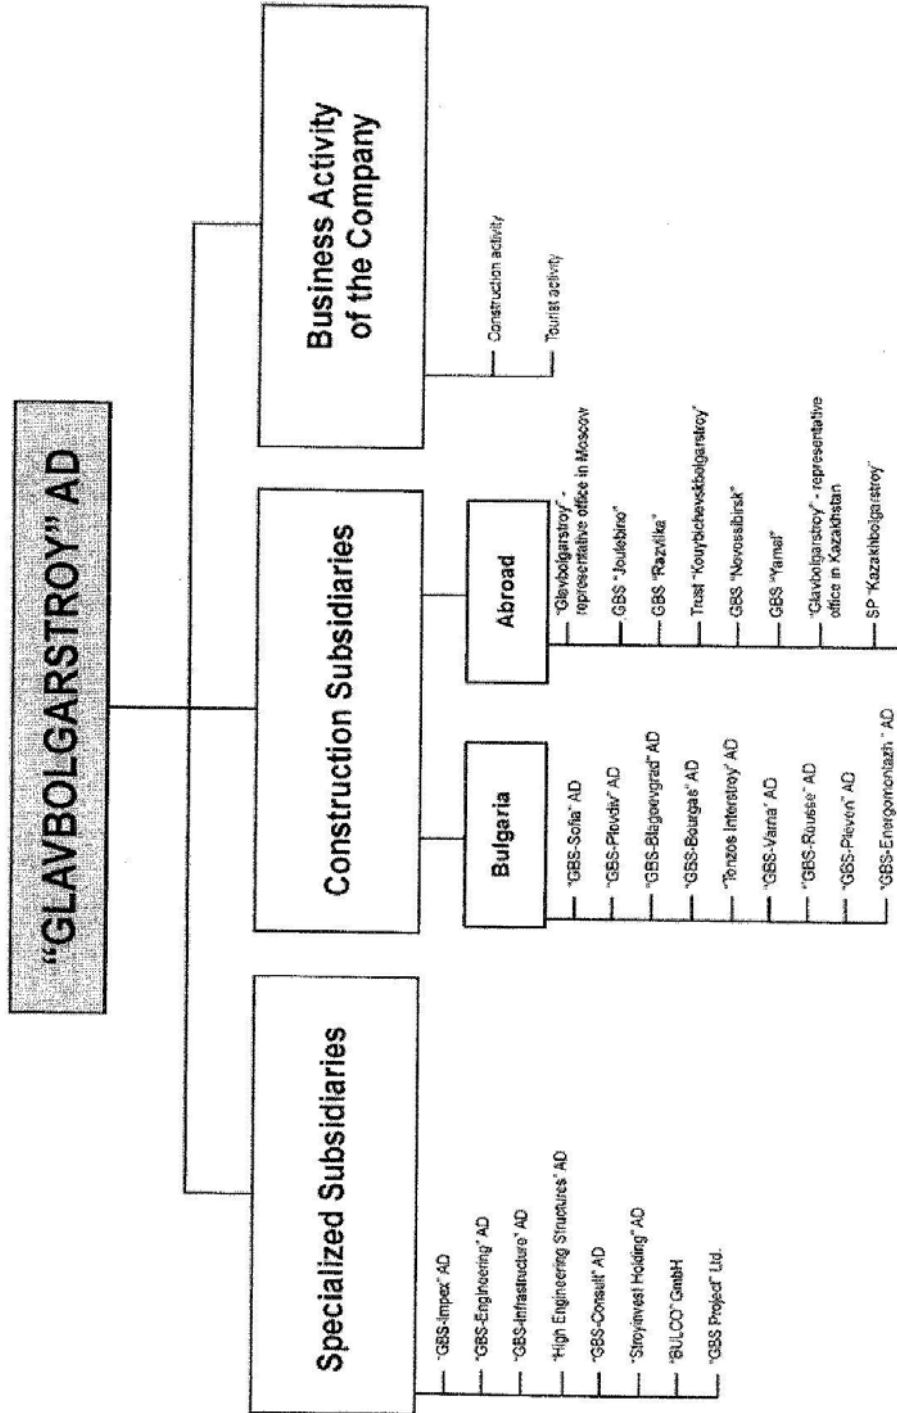 "GLAVBOLGARSTROY" AD
Specialized Subsidiaries
"GBS-Impex" AD
"GBS-Engineering" AD
"GBS-Infrastructure" AD
"High Engineering Structures" AD
"GBS-Consult" AD
"Stroyinvest Holding" AD
"BULCO" GmbH
"GBS Project" Ltd.
Construction Subsidiaries
Bulgaria
"GBS-Sofia" AD
"GBS-Plovdiv" AD
"GBS-Blagoevgrad" AD
"GBS-Bourgas" AD
"Tonzos Interstroy" AD
"GBS-Varna" AD
"GBS-Rousse" AD
"GBS-Pleven" AD
"GBS-Energomontazh" AD
Abroad
"Glavbolgarstroy" -
representative office in Moscow
GBS "Joulebino"
GBS "Razvilka"
Trust "Kouybichevskbolgarstroy"
GBS "Novossibirsk"
GBS "Yamal"
"Glavbolgarstroy" - representative
office in Kazakhstan
SP "Kazakhbolgarstroy"
Business Activity
of the Company
Construction activity
Tourist activity